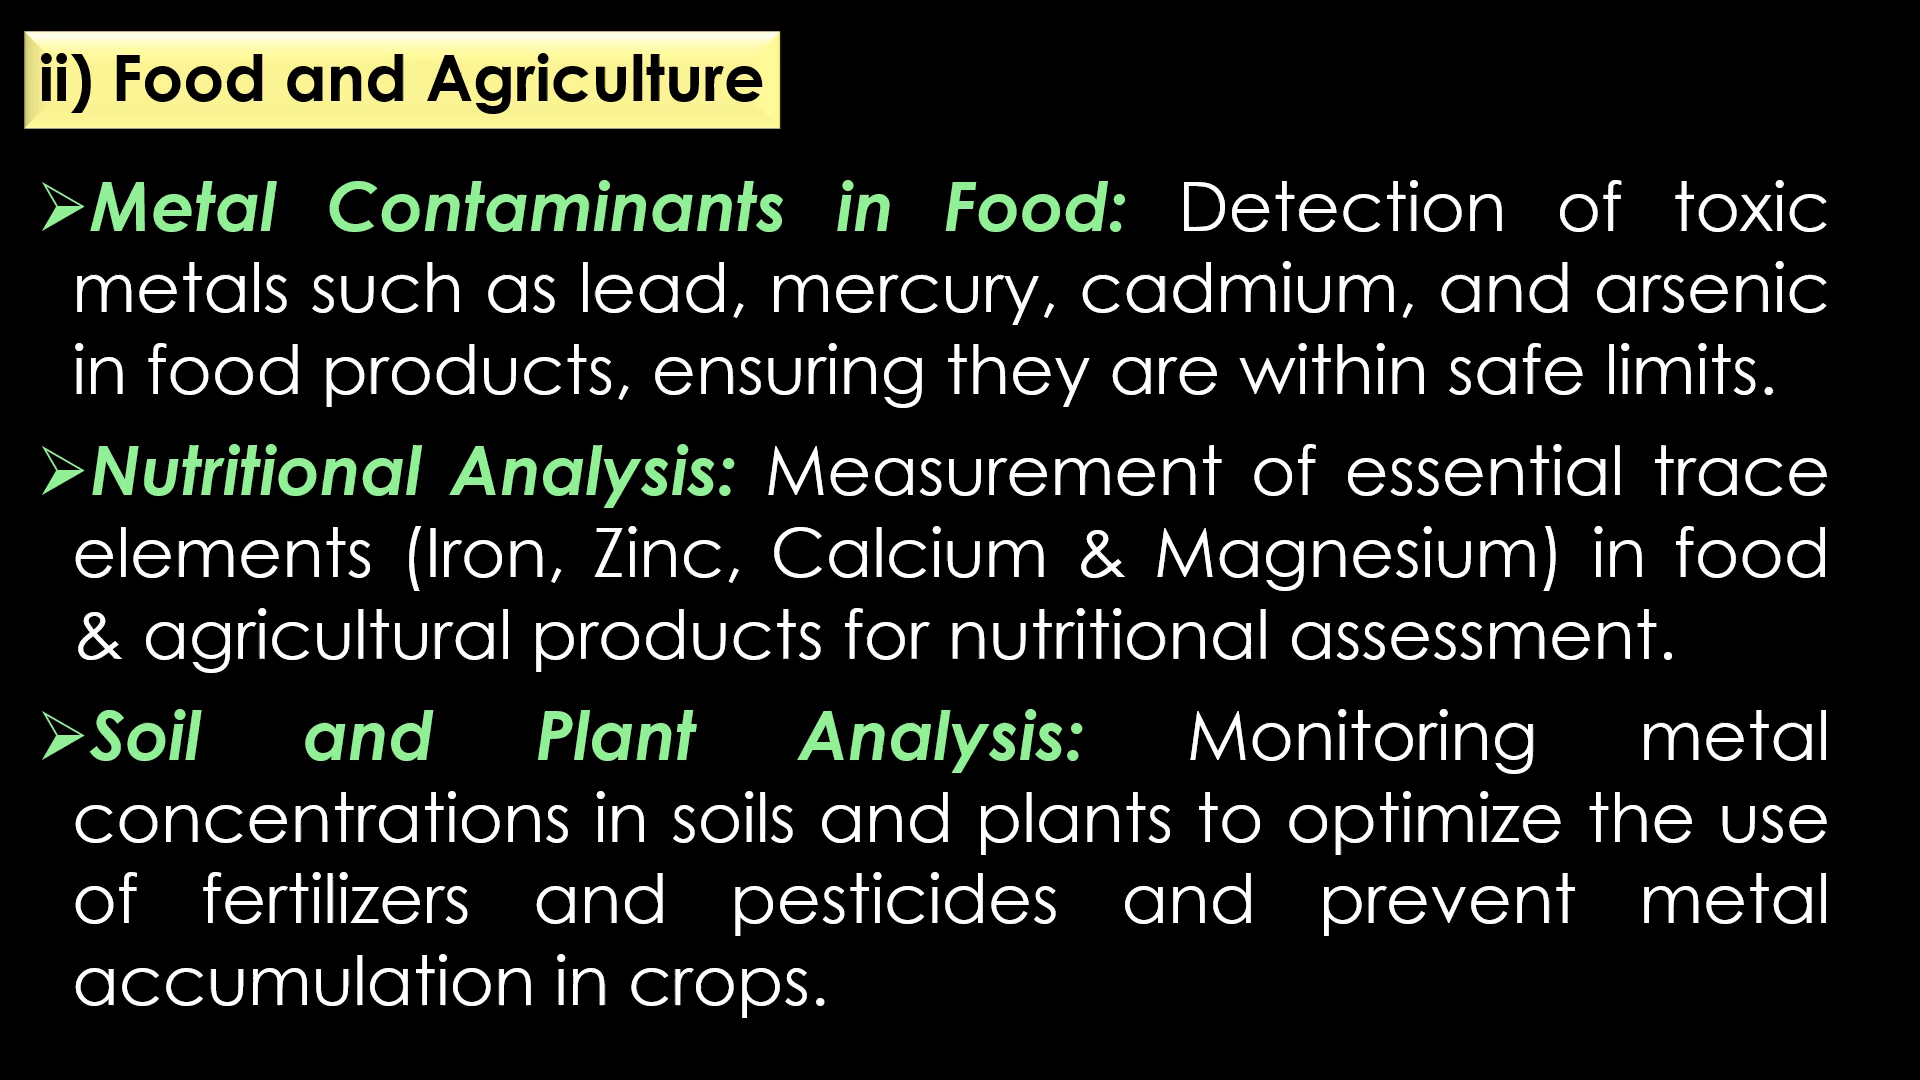 ii) Food and Agriculture
➢Metal Contaminants in Food: Detection of toxic
metals such as lead, mercury, cadmium, and arsenic
in food products, ensuring they are within safe limits.
➢Nutritional Analysis: Measurement of essential trace
elements (Iron, Zinc, Calcium & Magnesium) in food
& agricultural products for nutritional assessment.
➢Soil and Plant Analysis: Monitoring metal
concentrations in soils and plants to optimize the use
of fertilizers and pesticides and prevent metal
accumulation in crops.